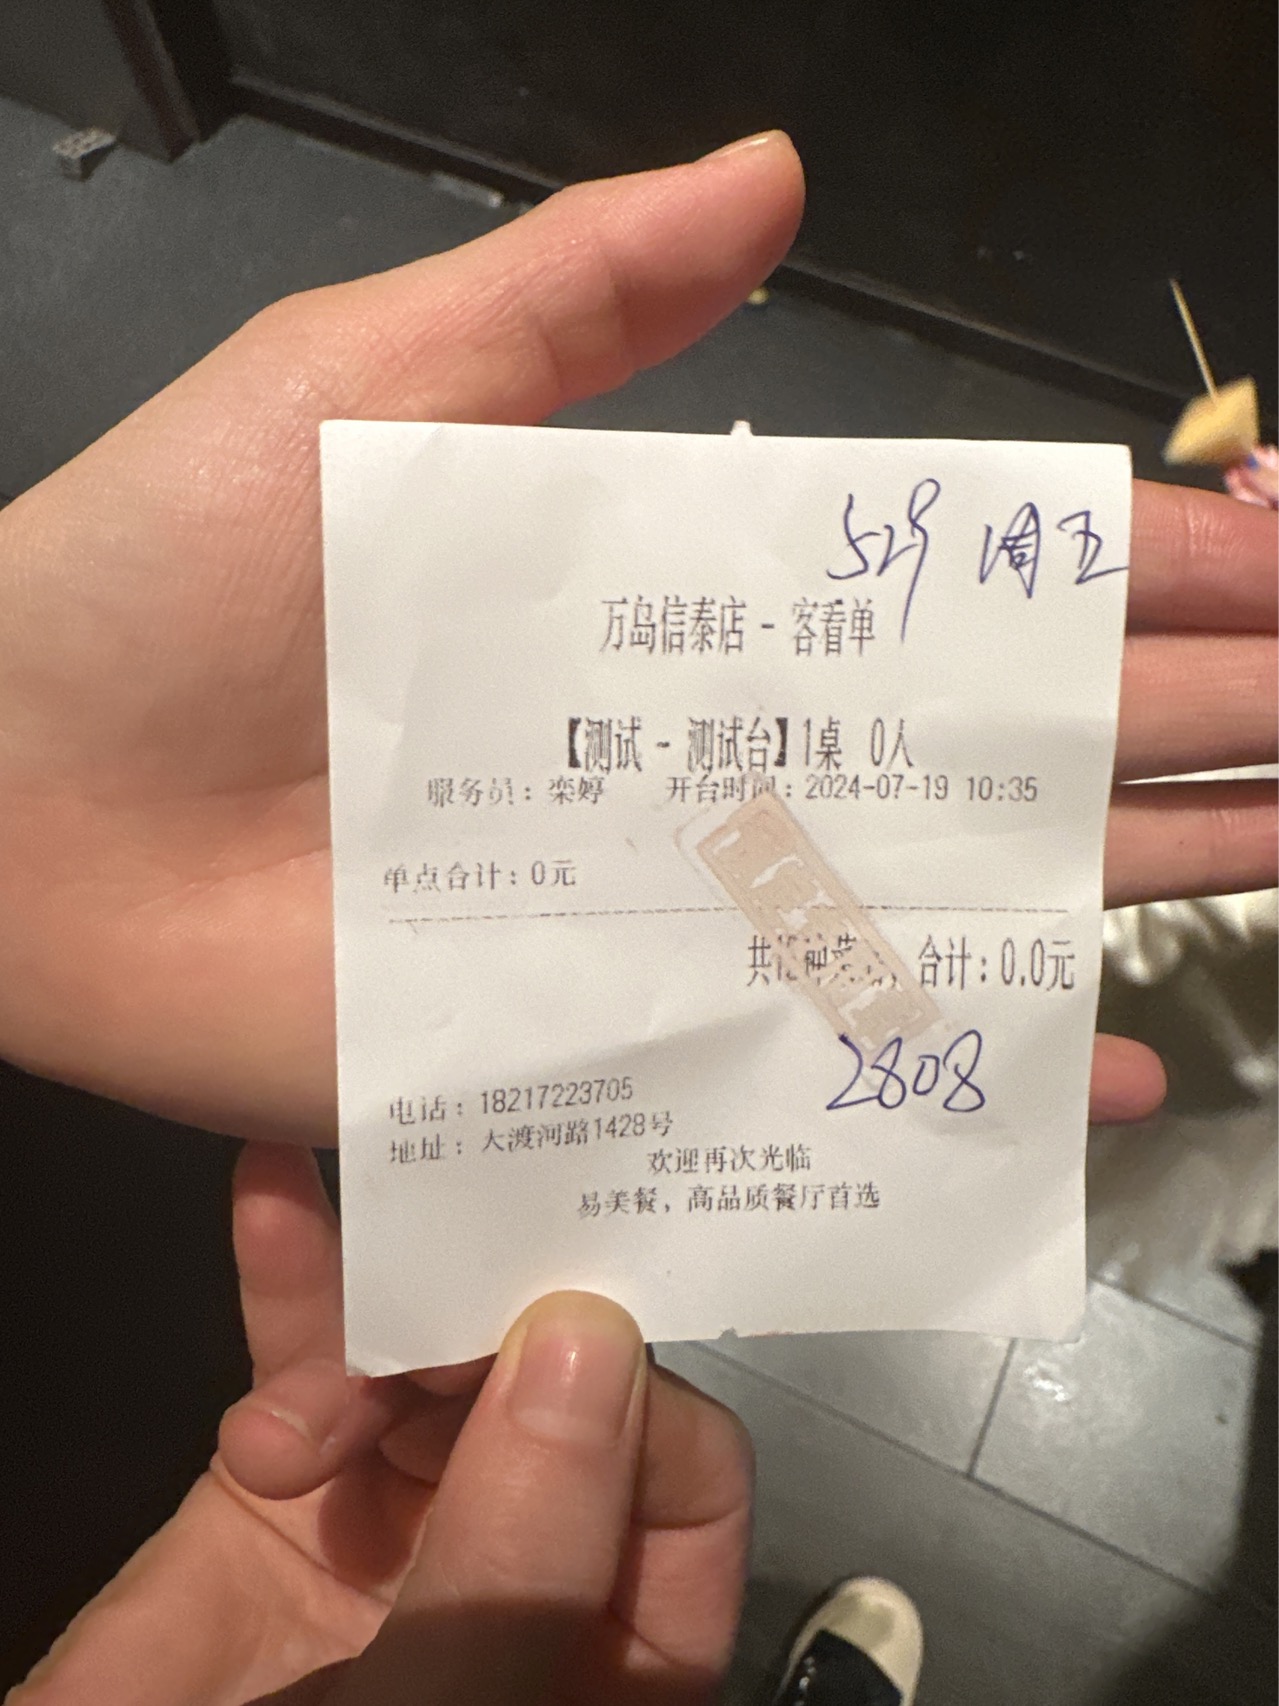 52号 周五
万岛信泰店 - 客看单
【测试 - 测试台】1桌 0人
服务员：栾婷 开台时间：2024-07-19 10:35
单点合计：0元
合计：0.0元
2808
电话：18217223705
地址：大渡河路1428号
欢迎再次光临
易美餐，高品质餐厅首选